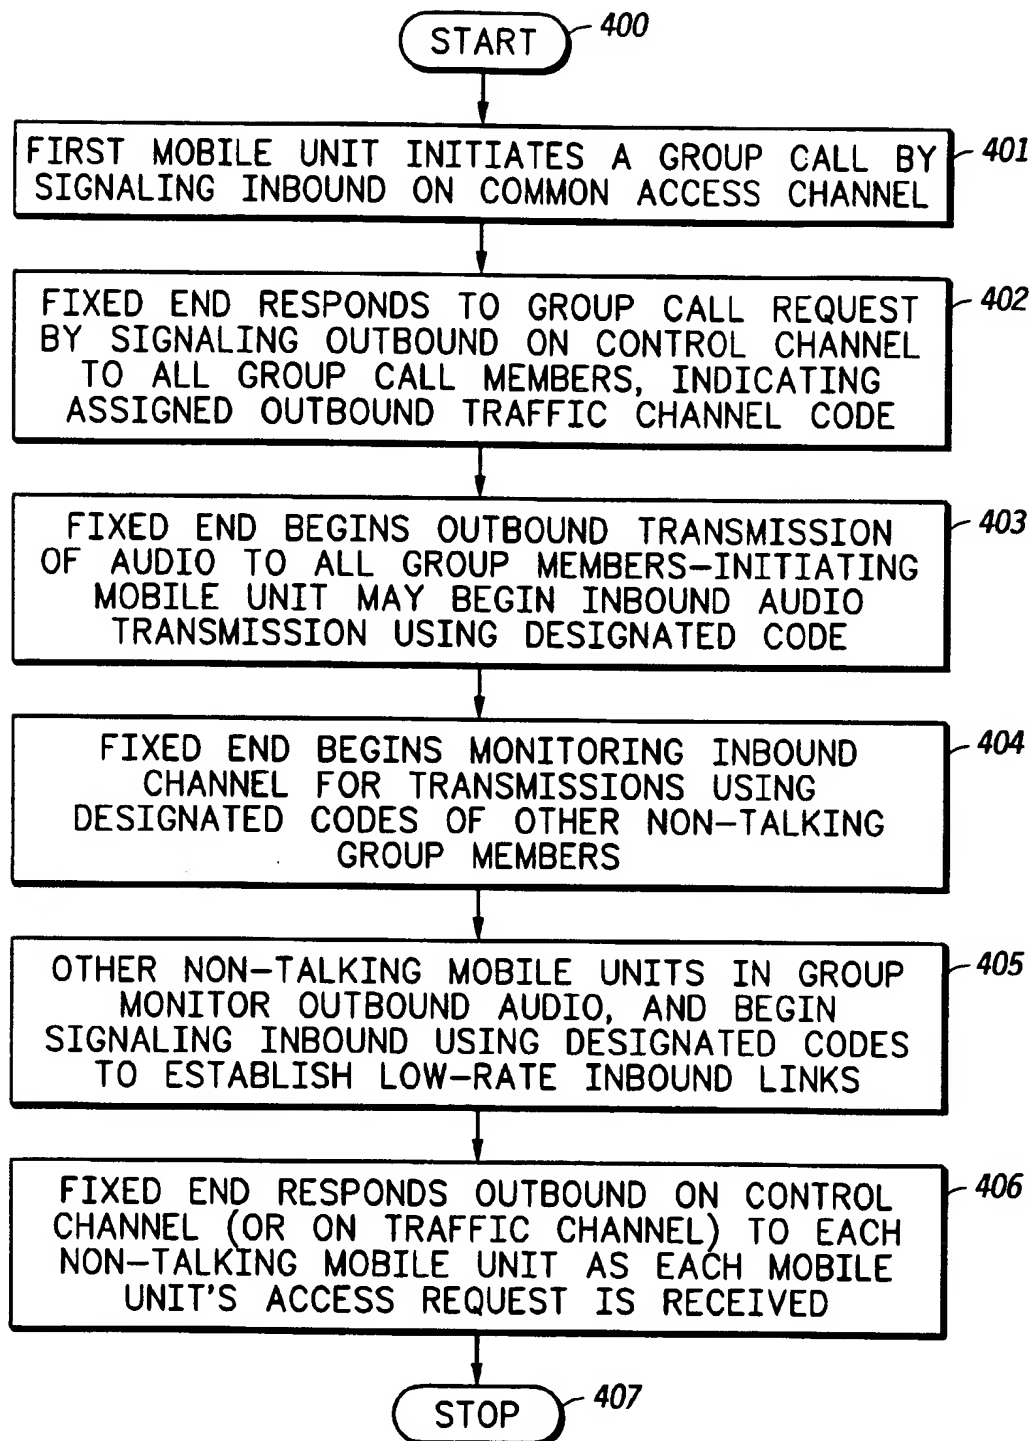 START
400
FIRST MOBILE UNIT INITIATES A GROUP CALL BY
SIGNALING INBOUND ON COMMON ACCESS CHANNEL
401
FIXED END RESPONDS TO GROUP CALL REQUEST
BY SIGNALING OUTBOUND ON CONTROL CHANNEL
TO ALL GROUP CALL MEMBERS, INDICATING
ASSIGNED OUTBOUND TRAFFIC CHANNEL CODE
402
FIXED END BEGINS OUTBOUND TRANSMISSION
OF AUDIO TO ALL GROUP MEMBERS-INITIATING
MOBILE UNIT MAY BEGIN INBOUND AUDIO
TRANSMISSION USING DESIGNATED CODE
403
FIXED END BEGINS MONITORING INBOUND
CHANNEL FOR TRANSMISSIONS USING
DESIGNATED CODES OF OTHER NON-TALKING
GROUP MEMBERS
404
OTHER NON-TALKING MOBILE UNITS IN GROUP
MONITOR OUTBOUND AUDIO, AND BEGIN
SIGNALING INBOUND USING DESIGNATED CODES
TO ESTABLISH LOW-RATE INBOUND LINKS
405
FIXED END RESPONDS OUTBOUND ON CONTROL
CHANNEL (OR ON TRAFFIC CHANNEL) TO EACH
NON-TALKING MOBILE UNIT AS EACH MOBILE
UNIT'S ACCESS REQUEST IS RECEIVED
406
STOP
407